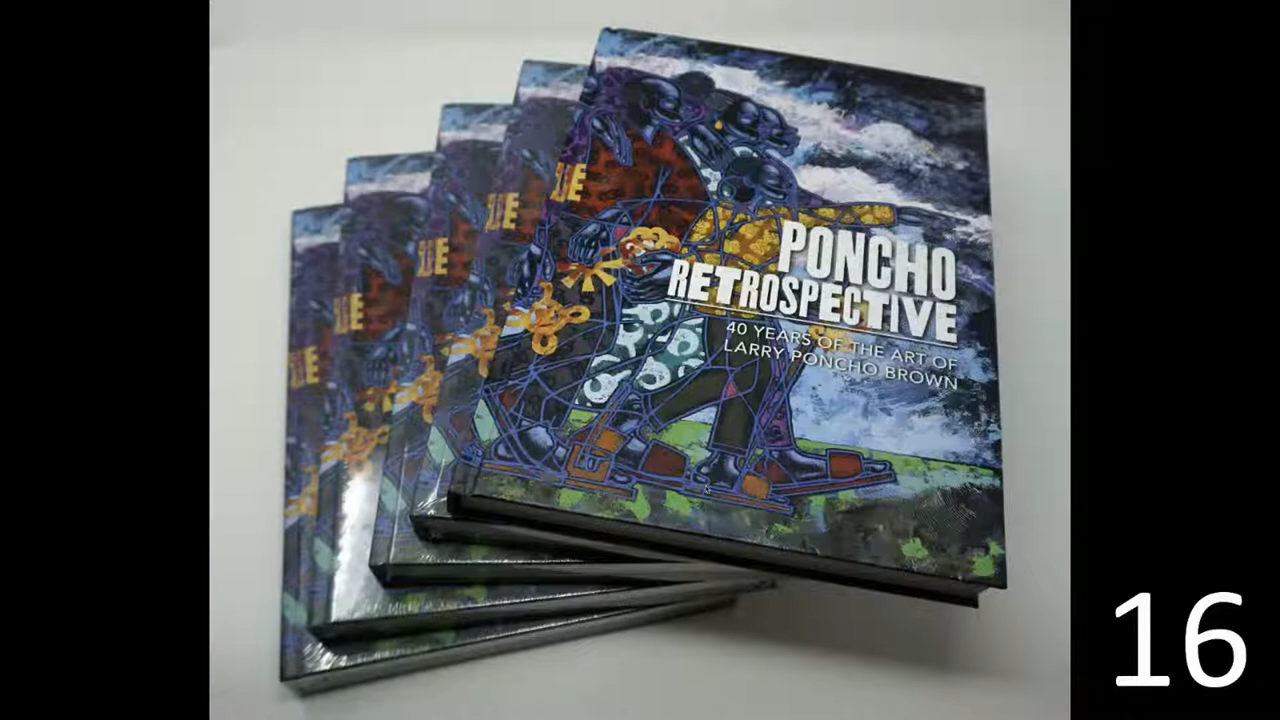 PONCHO
RETROSPECTIVE
40 YEARS OF THE ART OF
LARRY PONCHO BROWN
16